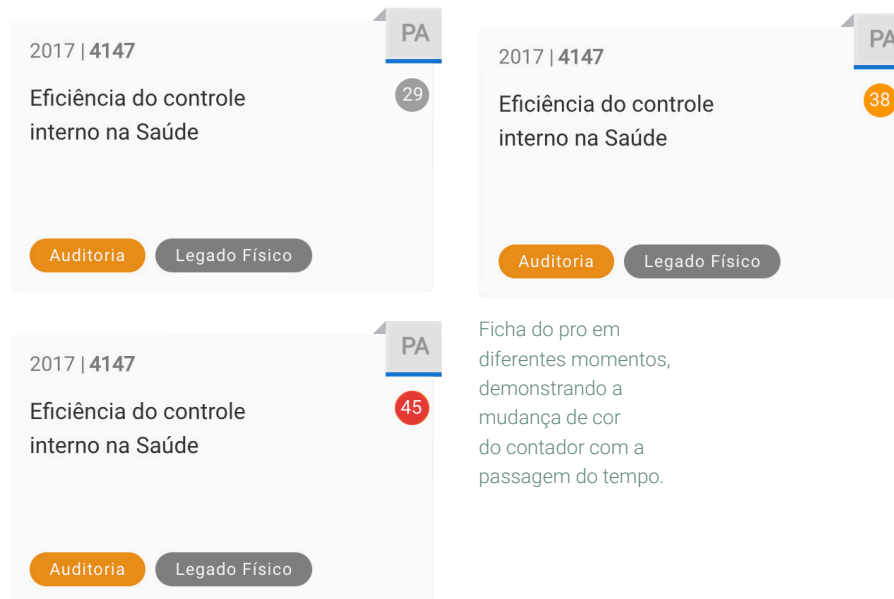 2017 | 4147
PA
Eficiência do controle
interno na Saúde
29
Auditoria
Legado Físico
2017 | 4147
PA
Eficiência do controle
interno na Saúde
38
Auditoria
Legado Físico
2017 | 4147
PA
Eficiência do controle
interno na Saúde
45
Auditoria
Legado Físico
Ficha do pro em
diferentes momentos,
demonstrando a
mudança de cor
do contador com a
passagem do tempo.